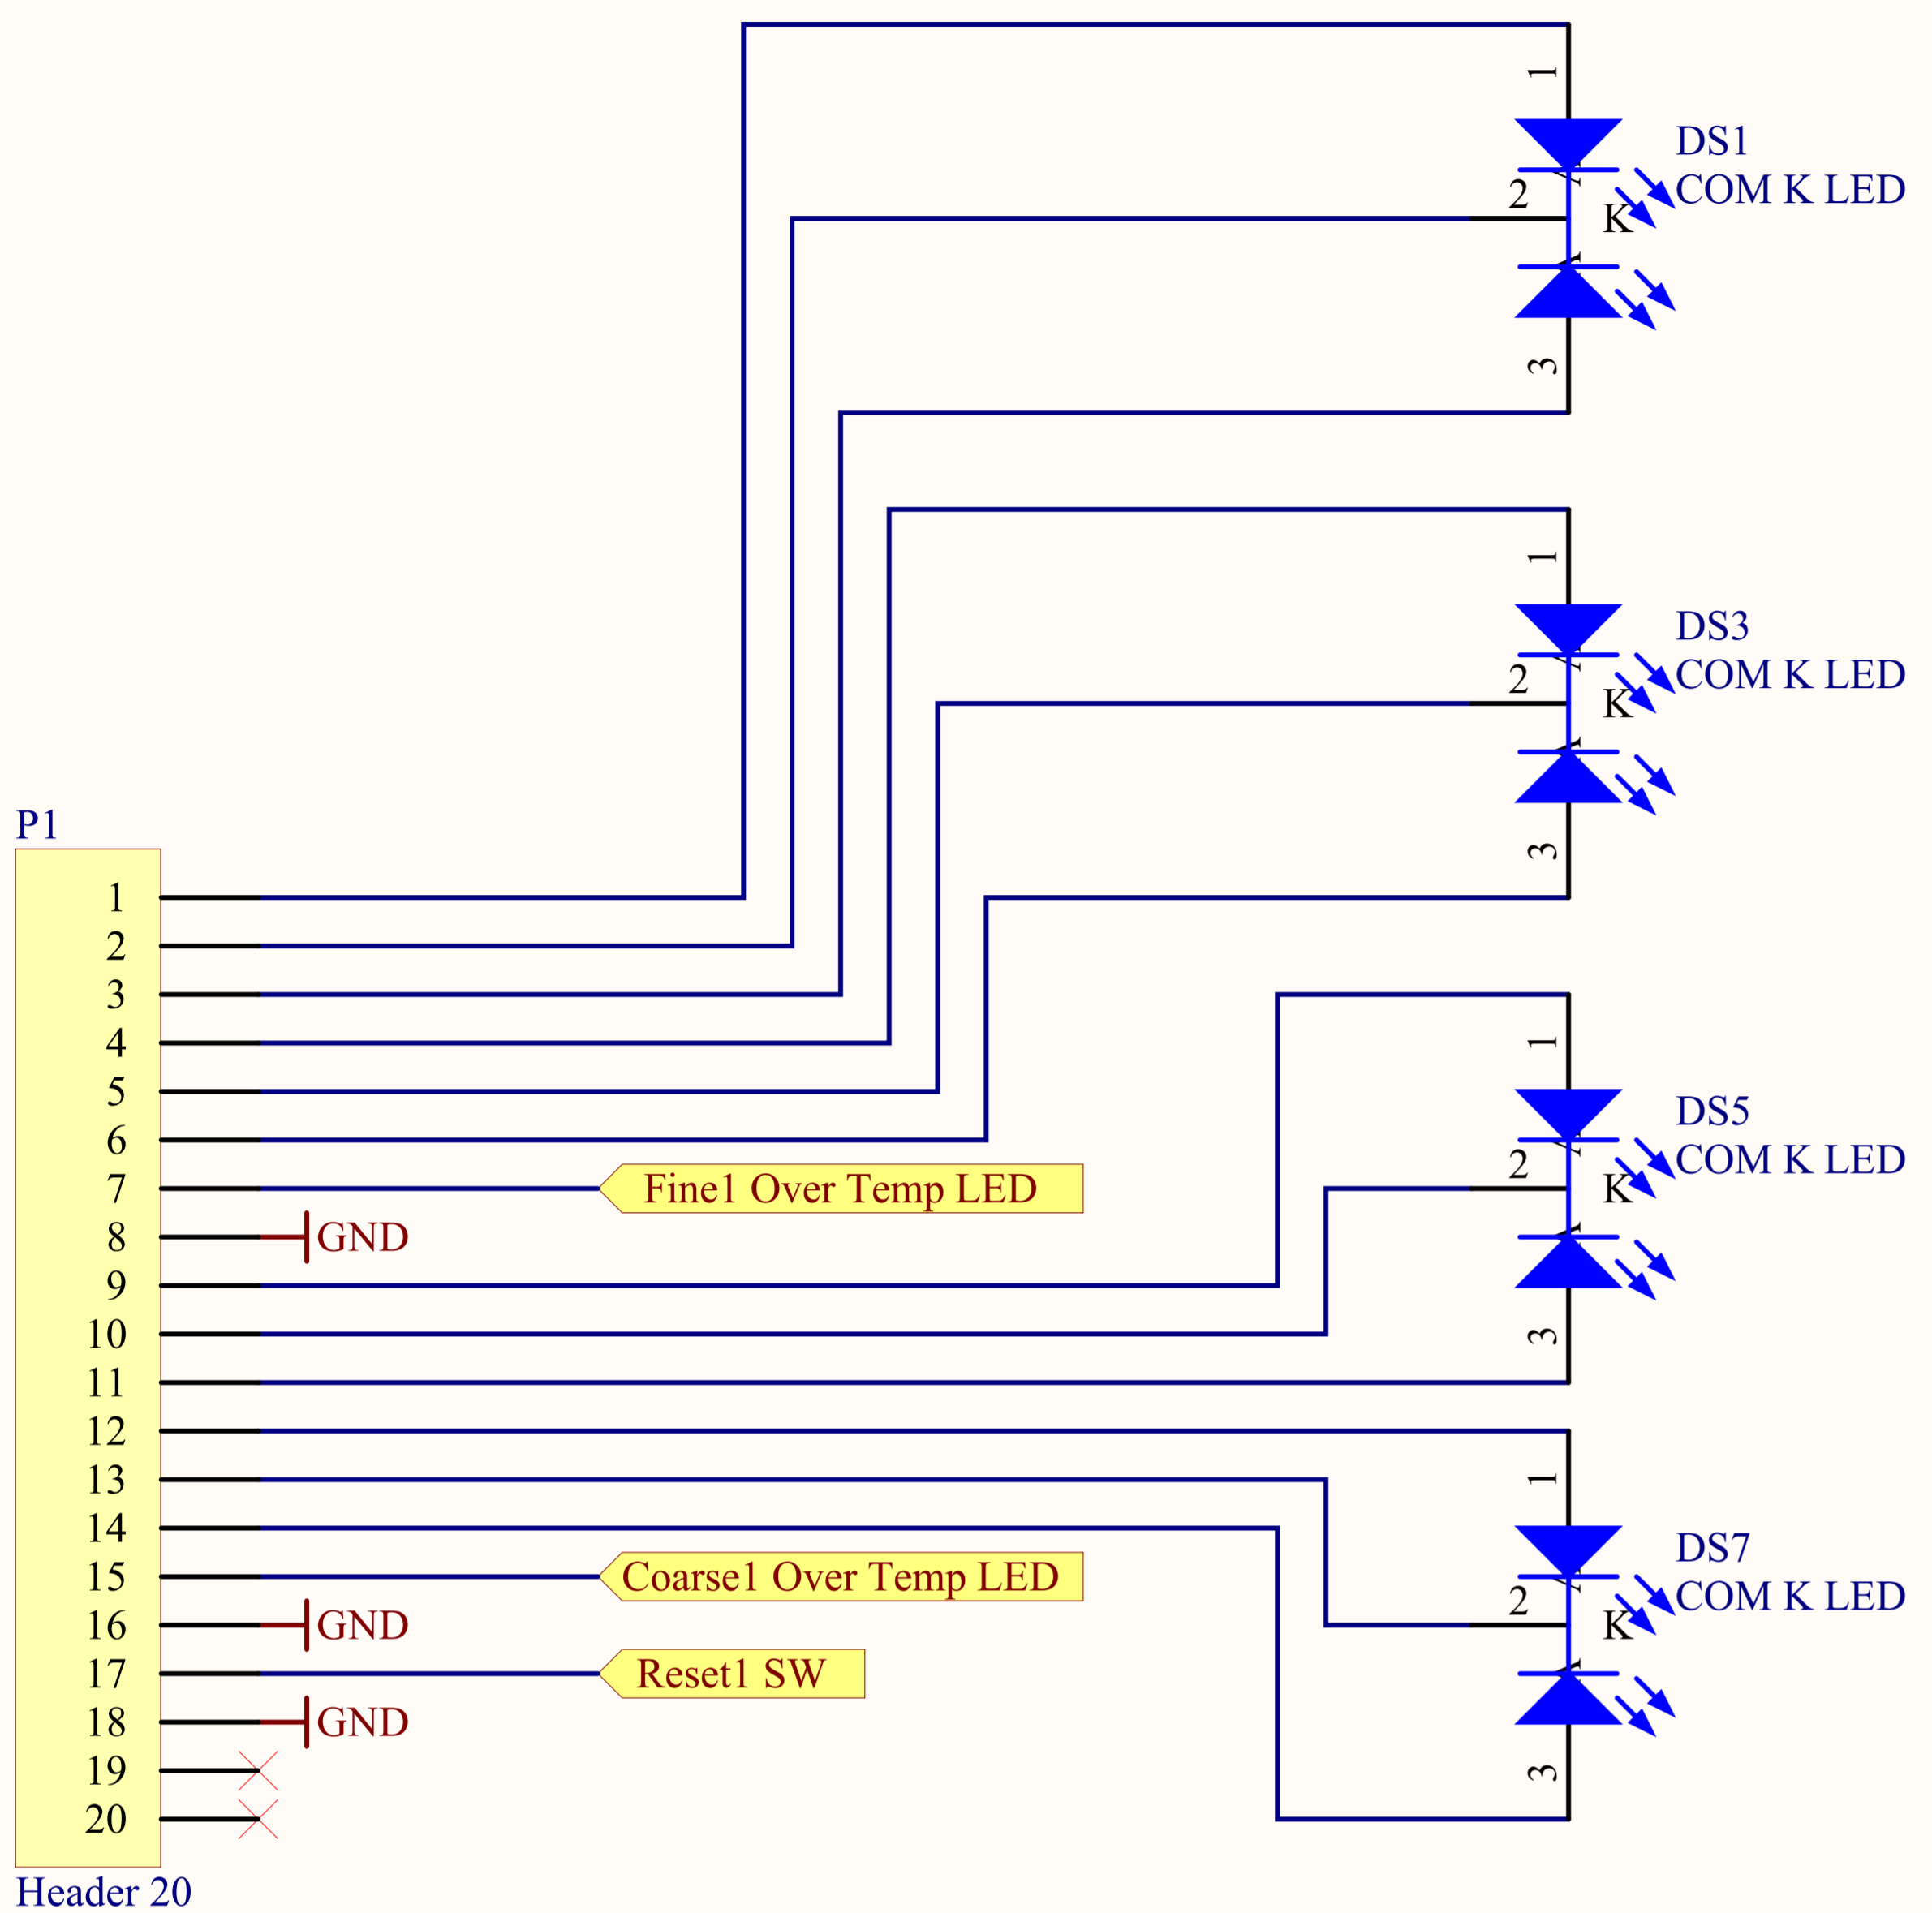 1
DS1
COM K LED
2
K
3
1
DS3
COM K LED
2
K
3
P1
1
2
3
4
5
6
7
8
9
10
11
12
13
14
15
16
17
18
19
20
Fine1 Over Temp LED
GND
1
DS5
COM K LED
2
K
3
1
DS7
COM K LED
2
K
3
Coarse1 Over Temp LED
GND
Reset1 SW
GND
Header 20